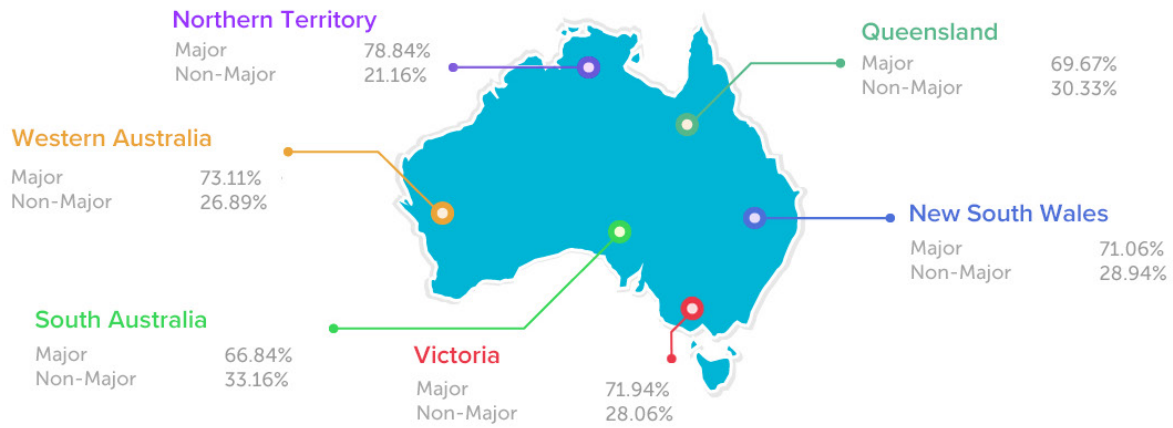 Northern Territory
Major 78.84%
Non-Major 21.16%
Queensland
Major 69.67%
Non-Major 30.33%
Western Australia
Major 73.11%
Non-Major 26.89%
New South Wales
Major 71.06%
Non-Major 28.94%
South Australia
Major 66.84%
Non-Major 33.16%
Victoria
Major 71.94%
Non-Major 28.06%